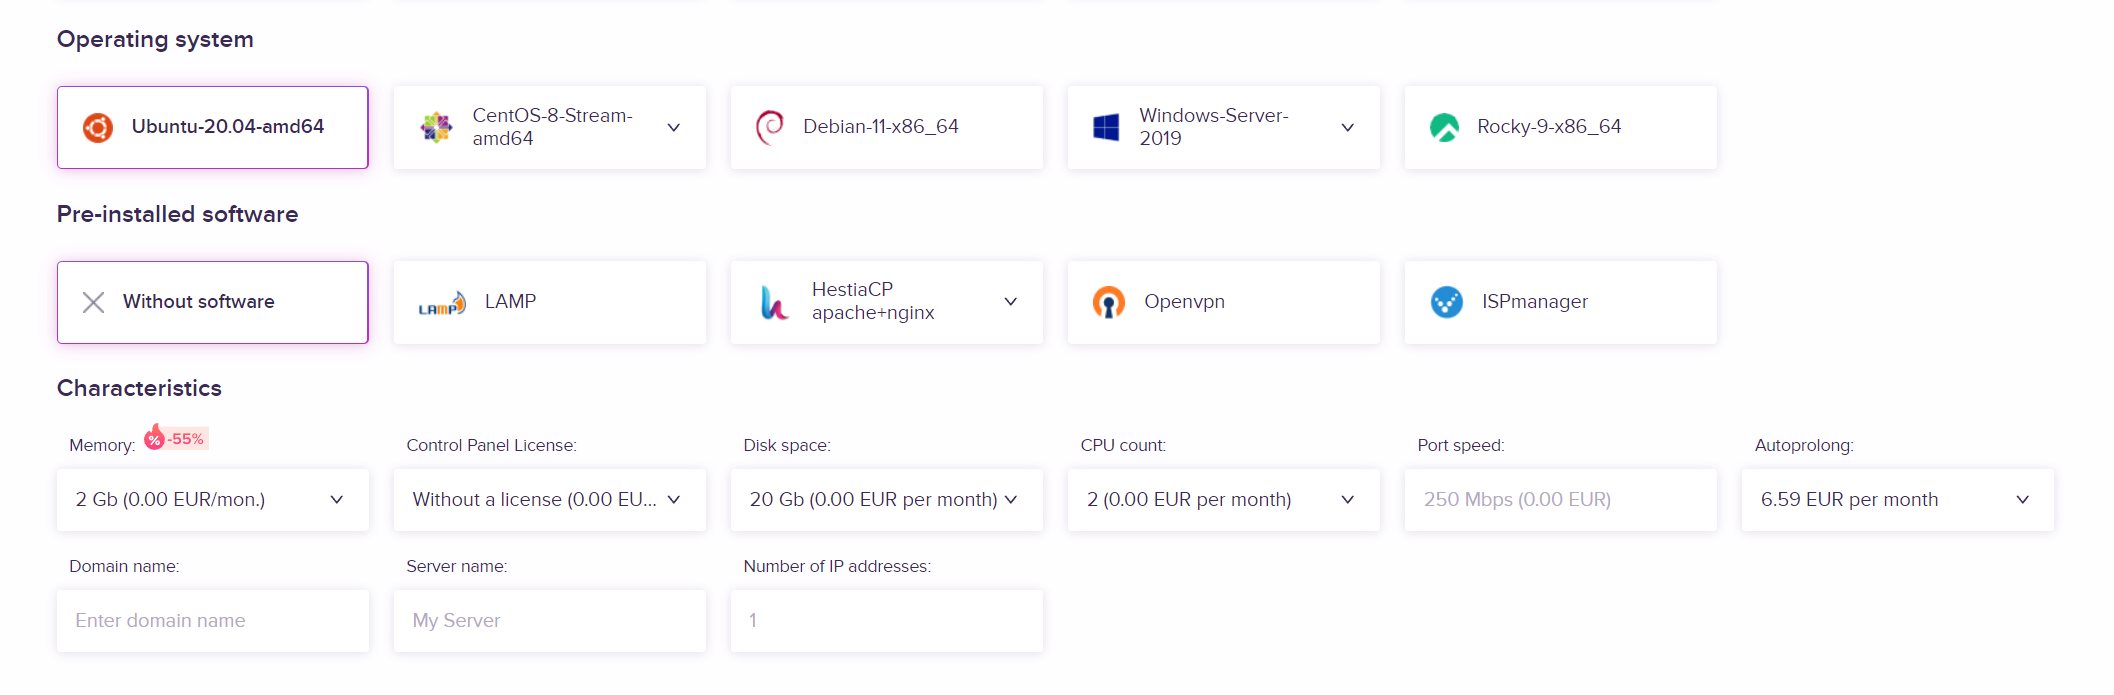 Operating system
Ubuntu-20.04-amd64
CentOS-8-Stream-
amd64
Debian-11-x86_64
Windows-Server-
2019
Rocky-9-x86_64
Pre-installed software
Without software
LAMP
LAMP
HestiaCP
apache+nginx
Openvpn
ISPmanager
Characteristics
Memory:
% -55%
Control Panel License:
Disk space:
CPU count:
Port speed:
Autoprolong:
2 Gb (0.00 EUR/mon.)
Without a license (0.00 EU...
20 Gb (0.00 EUR per month)
2 (0.00 EUR per month)
250 Mbps (0.00 EUR)
6.59 EUR per month
Domain name:
Server name:
Number of IP addresses:
Enter domain name
My Server
1